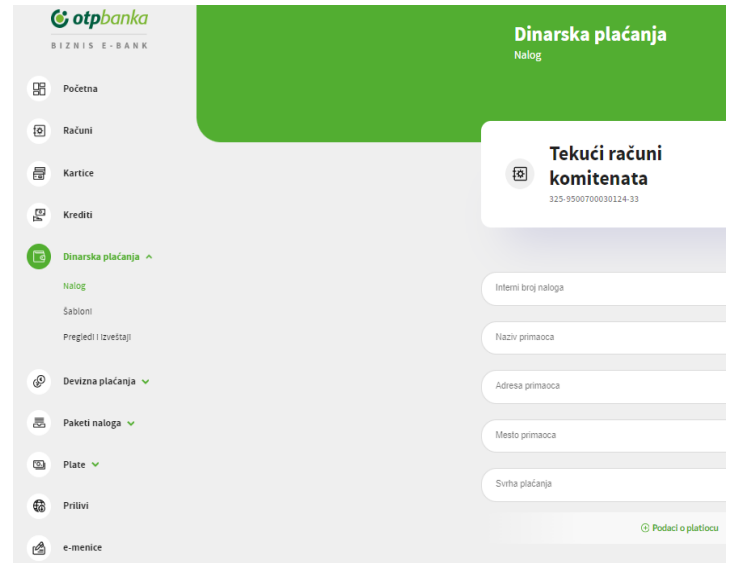 otpbanka
BIZNIS E-BANK
Početna
Računi
Kartice
Krediti
Dinarska plaćanja
Nalog
Šabloni
Pregledi i izveštaji
Devizna plaćanja
Paketi naloga
Plate
Prilivi
e-menice
Dinarska plaćanja
Nalog
Tekući računi
komitenata
325-9500700030124-33
Interni broj naloga
Naziv primaoca
Adresa primaoca
Mesto primaoca
Svrha plaćanja
Podaci o platiocu